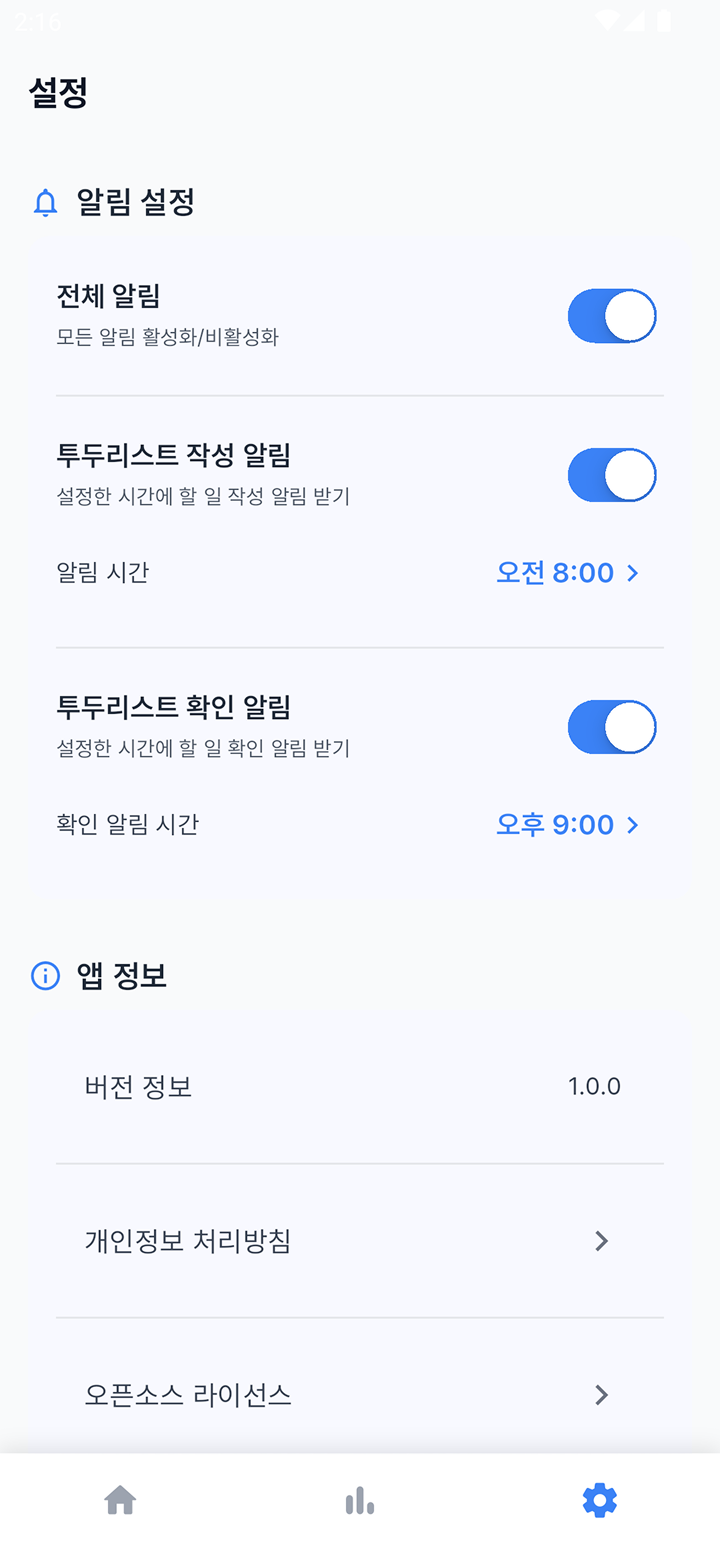 2:16
설정
알림 설정
전체 알림
모든 알림 활성화/비활성화
투두리스트 작성 알림
설정한 시간에 할 일 작성 알림 받기
알림 시간
오전 8:00
투두리스트 확인 알림
설정한 시간에 할 일 확인 알림 받기
확인 알림 시간
오후 9:00
앱 정보
버전 정보
1.0.0
개인정보 처리방침
오픈소스 라이선스